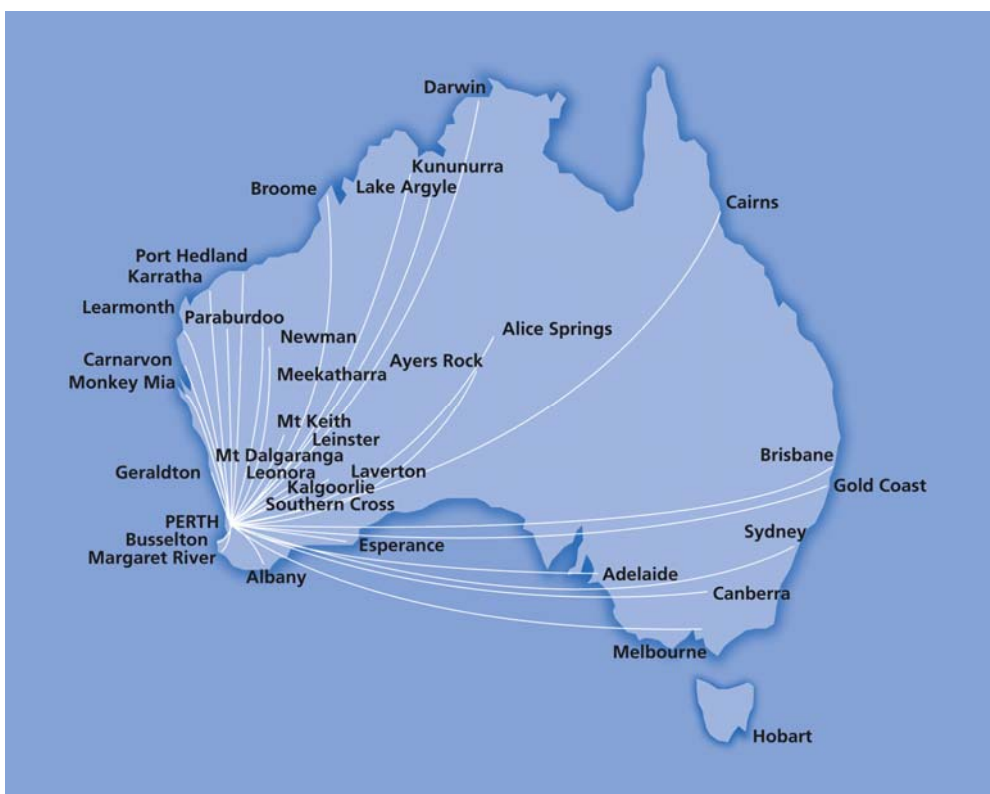 Darwin
Kununurra
Lake Argyle
Broome
Cairns
Port Hedland
Karratha
Learmonth
Paraburdoo
Newman
Alice Springs
Carnarvon
Ayers Rock
Monkey Mia
Meekatharra
Mt Keith
Leinster
Mt Dalgaranga
Brisbane
Geraldton
Leonora
Laverton
Kalgoorlie
Gold Coast
Southern Cross
PERTH
Sydney
Busselton
Esperance
Margaret River
Albany
Adelaide
Canberra
Melbourne
Hobart